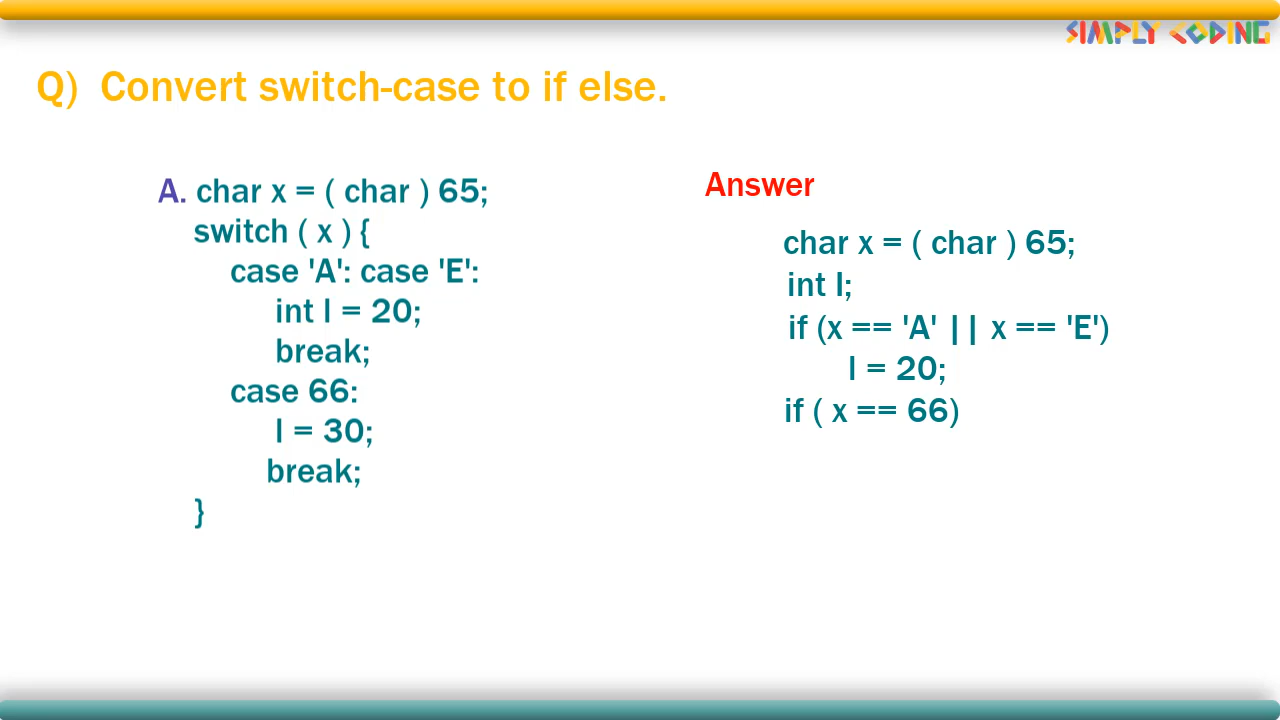 SIMPLY CODING
Q) Convert switch-case to if else.
A. char x = ( char ) 65;
switch ( x ) {
case 'A': case 'E':
int l = 20;
break;
case 66:
l = 30;
break;
}
Answer
char x = ( char ) 65;
int l;
if (x == 'A' || x == 'E')
l = 20;
if ( x == 66)